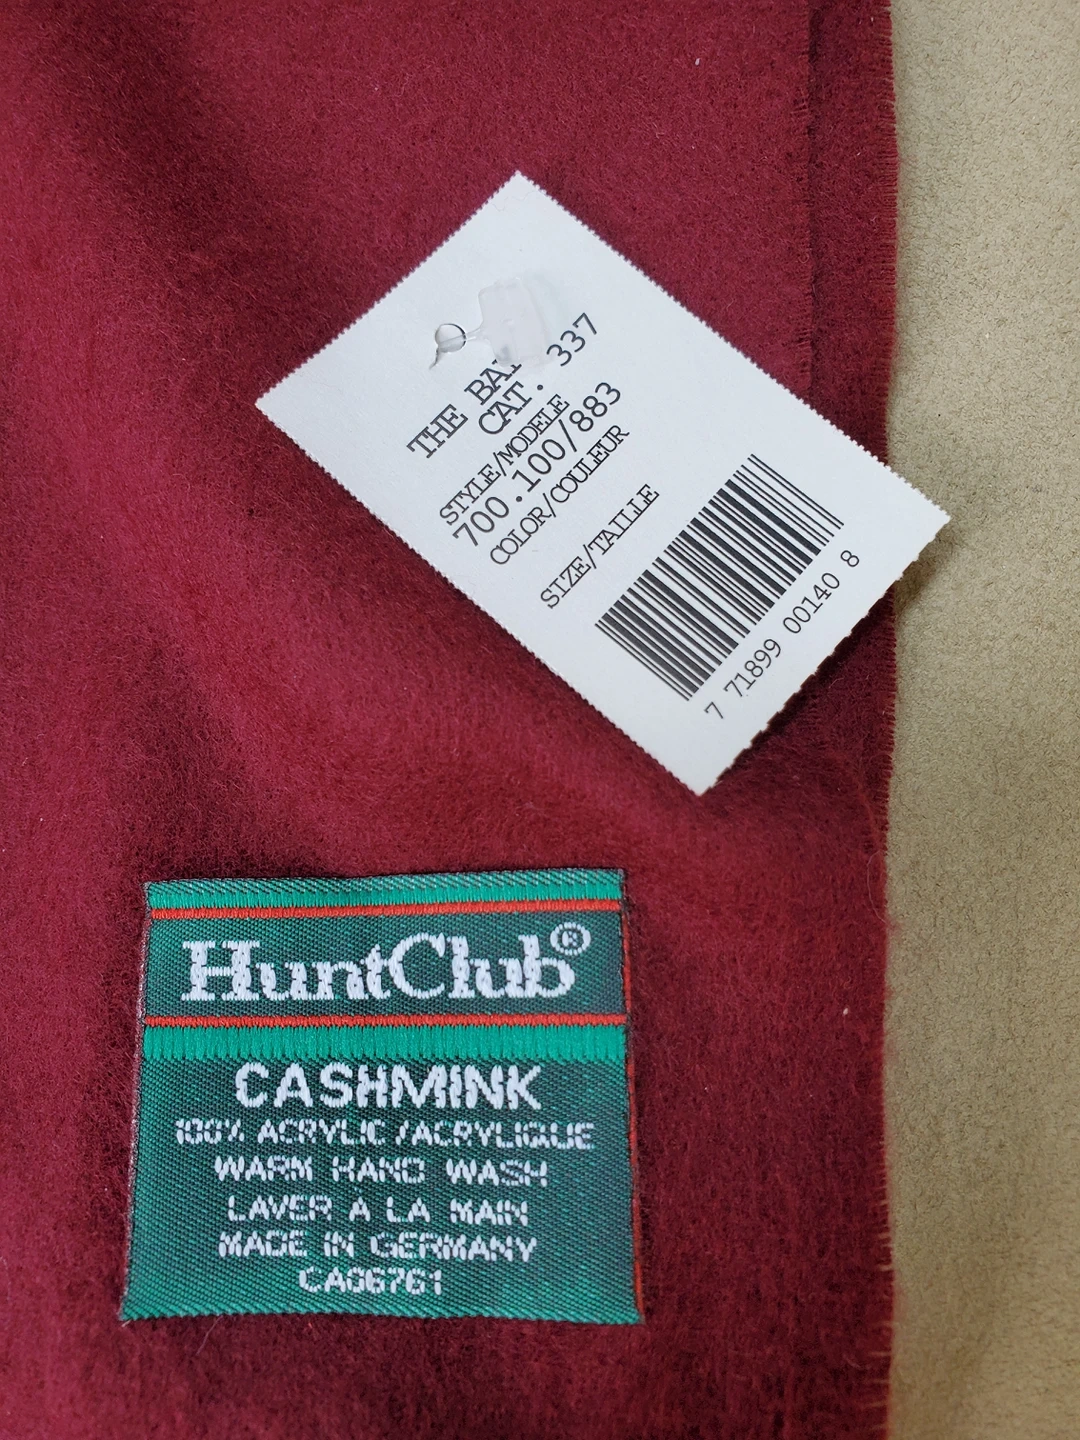 THE
CAT. 337
STYLE/MODELE
700.100/883
COLOR/COULEUR
SIZE/TAILLE
7 71899 00140 8
HuntClub®
CASHMINK
100% ACRYLIC/ACRYLIQUE
WARM HAND WASH
LAVER A LA MAIN
MADE IN GERMANY
CA06761